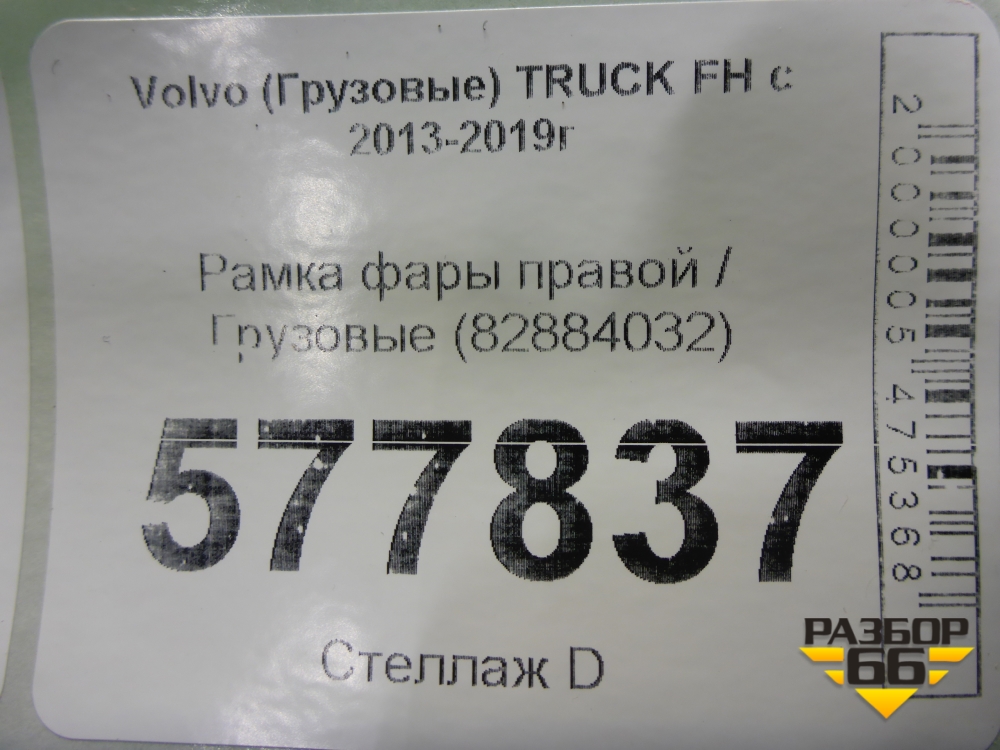 Volvo (Грузовые) TRUCK FH с
2013-2019г
Рамка фары правой /
Грузовые (82884032)
577837
Стеллаж D
2000005475368
РАЗБОР
66